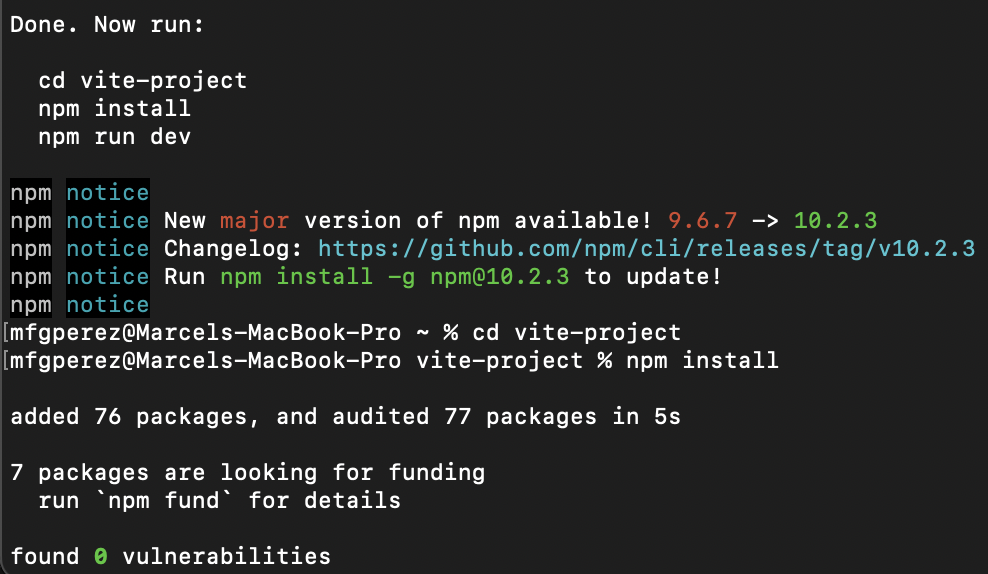 Done. Now run:
cd vite-project
npm install
npm run dev
npm notice
npm notice New major version of npm available! 9.6.7 -> 10.2.3
npm notice Changelog: https://github.com/npm/cli/releases/tag/v10.2.3
npm notice Run npm install -g npm@10.2.3 to update!
npm notice
[mfgperez@Marcels-MacBook-Pro ~ % cd vite-project
[mfgperez@Marcels-MacBook-Pro vite-project % npm install
added 76 packages, and audited 77 packages in 5s
7 packages are looking for funding
run `npm fund` for details
found 0 vulnerabilities